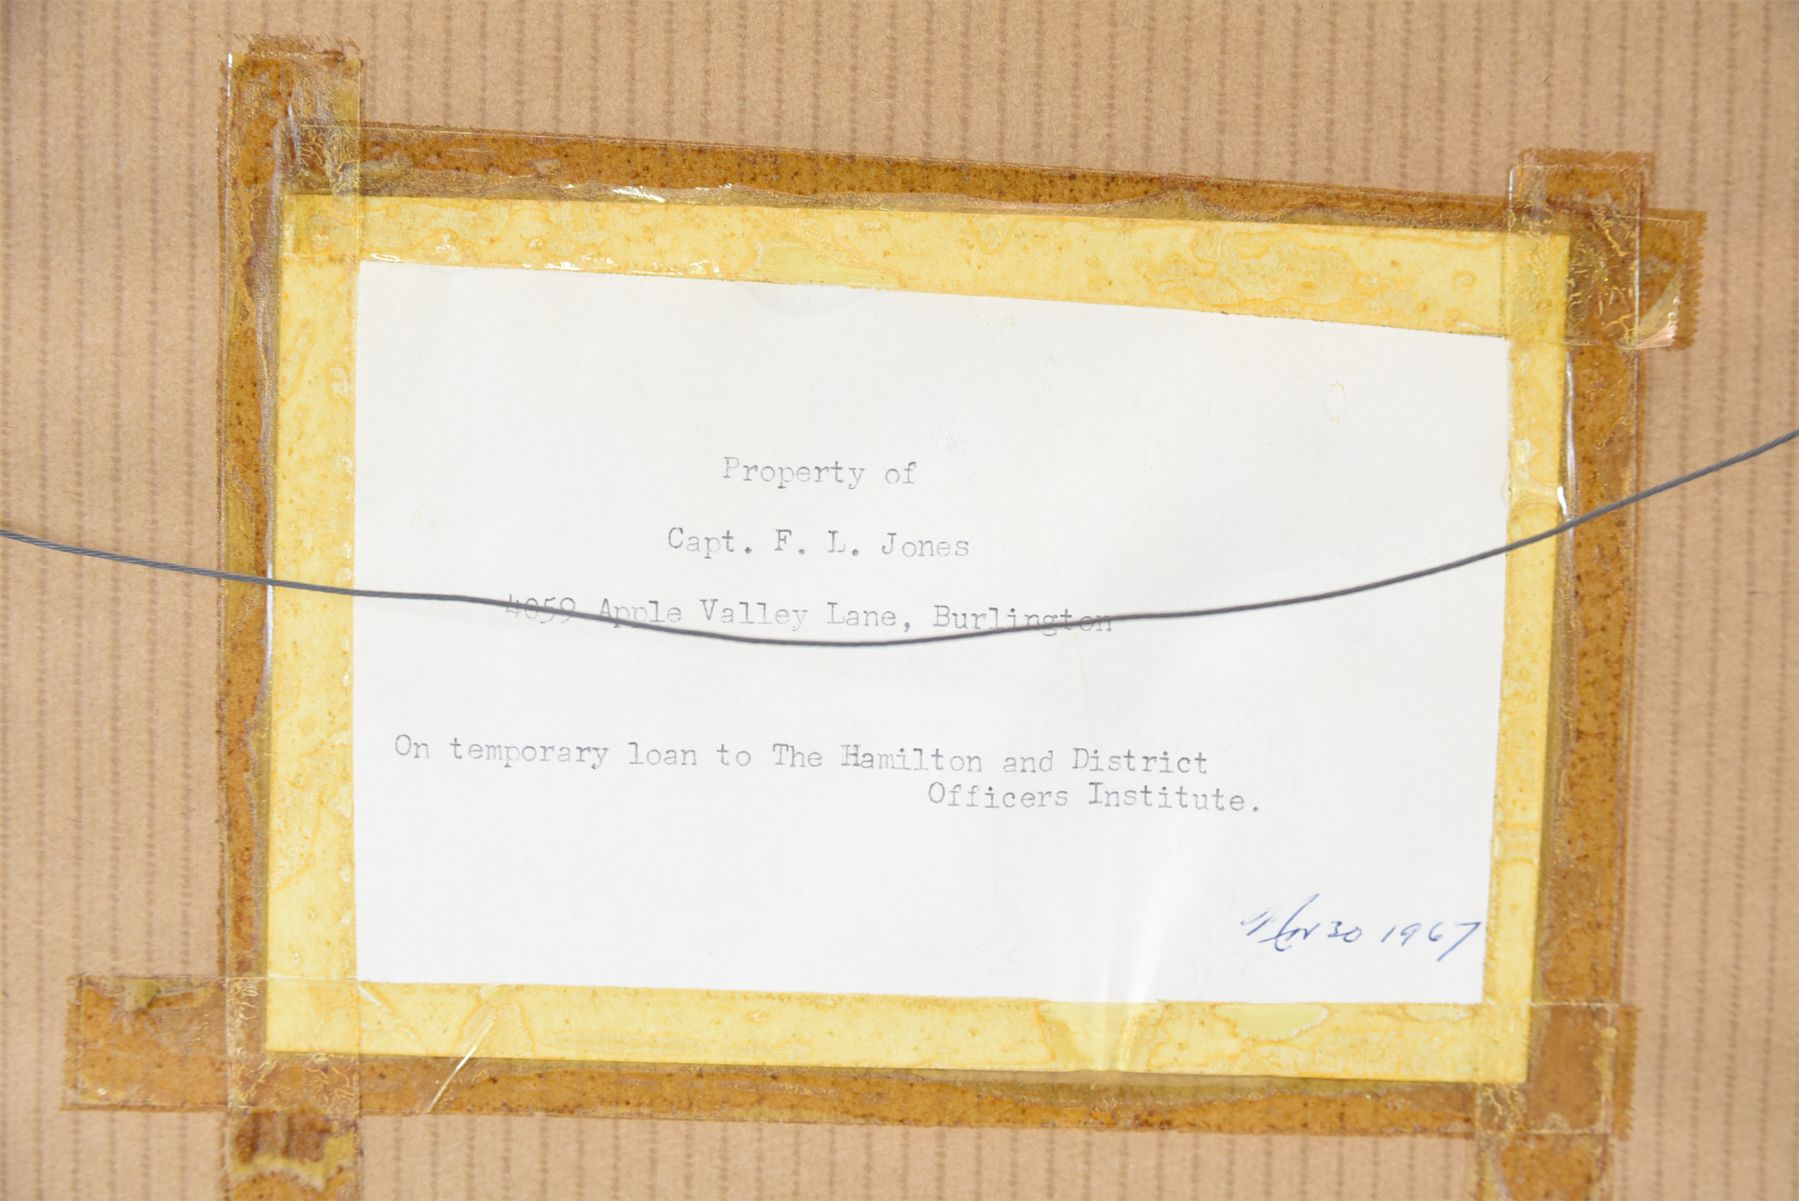 Property of
Capt. F. L. Jones
4059 Apple Valley Lane, Burlington
On temporary loan to The Hamilton and District
Officers Institute.
30 1967